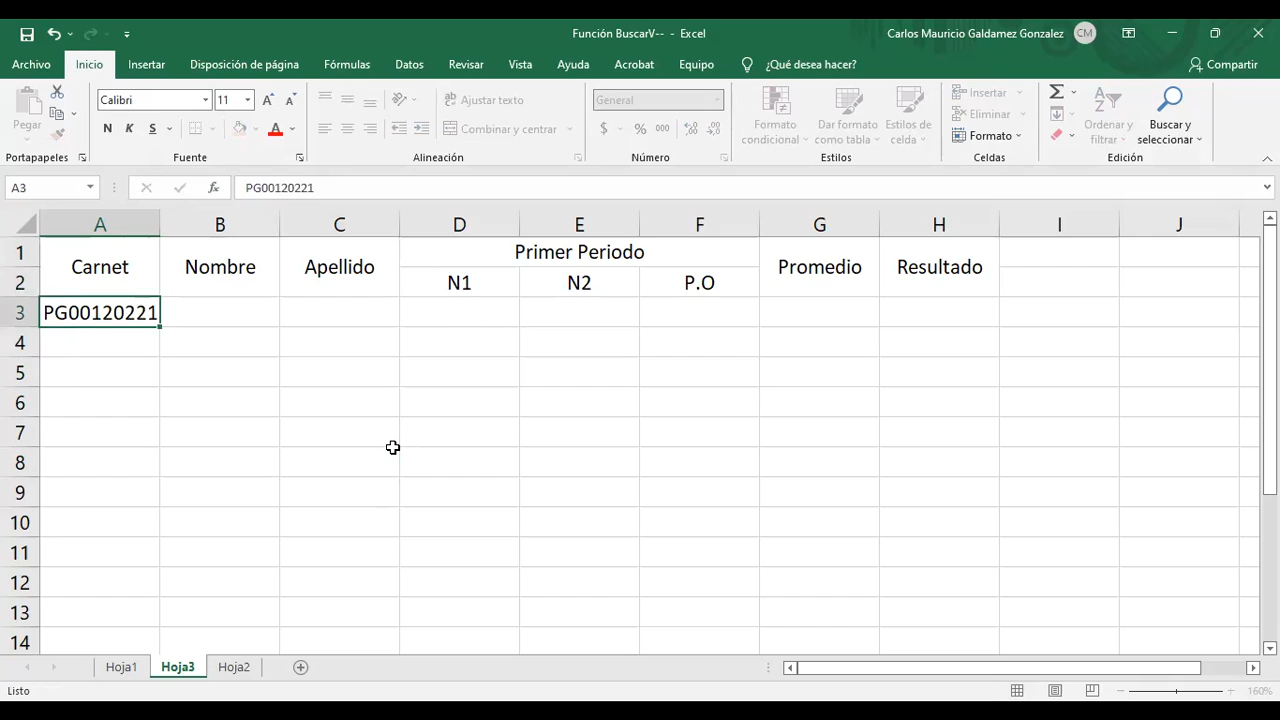 Función BuscarV-- - Excel
Carlos Mauricio Galdamez Gonzalez
CM
Archivo Inicio Insertar Disposición de página Fórmulas Datos Revisar Vista Ayuda Acrobat Equipo ¿Qué desea hacer? Compartir
Pegar
Calibri 11
N K S A
Ajustar texto
Combinar y centrar
General
$ % 000
Formato condicional
Dar formato como tabla
Estilos de celda
Insertar
Eliminar
Formato
Ordenar y filtrar
Buscar y seleccionar
Portapapeles Fuente Alineación Número Estilos Celdas Edición
A3 fx PG00120221
A B C D E F G H I J
1 Carnet Nombre Apellido Primer Periodo Promedio Resultado
2 N1 N2 P.O
3 PG00120221
4
5
6
7
8
9
10
11
12
13
14
Hoja1 Hoja3 Hoja2
Listo 160%